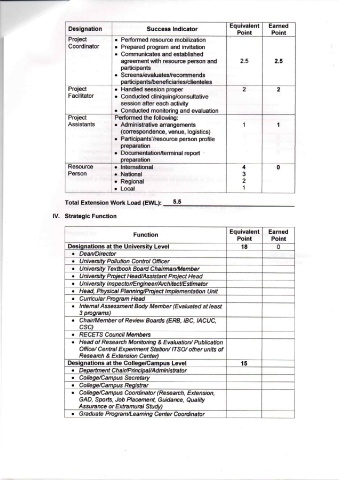 Designation Success Indicator Equivalent Point Earned Point
Project Coordinator
• Performed resource mobilization
• Prepared program and invitation
• Communicates and established
agreement with resource person and
participants
• Screens/evaluates/recommends
participants/beneficiaries/clienteles
2.5 2.5
Project Facilitator
• Handled session proper
• Conducted cliniquing/consultative
session after each activity
• Conducted monitoring and evaluation
2 2
Project Assistants
Performed the following:
• Administrative arrangements
(correspondence, venue, logistics)
• Participants'/resource person profile
preparation
• Documentation/terminal report
preparation
1 1
Resource Person
• International 4 0
• National 3
• Regional 2
• Local 1
Total Extension Work Load (EWL): 5.5
IV. Strategic Function
Function Equivalent Point Earned Point
Designations at the University Level 18 0
• Dean/Director
• University Pollution Control Officer
• University Textbook Board Chairman/Member
• University Project Head/Assistant Project Head
• University Inspector/Engineer/Architect/Estimator
• Head, Physical Planning/Project Implementation Unit
• Curricular Program Head
• Internal Assessment Body Member (Evaluated at least
3 programs)
• Chair/Member of Review Boards (ERB, IBC, IACUC,
CSC)
• RECETS Council Members
• Head of Research Monitoring & Evaluation/ Publication
Office/ Central Experiment Station/ ITSO/ other units of
Research & Extension Center)
Designations at the College/Campus Level 15
• Department Chair/Principal/Administrator
• College/Campus Secretary
• College/Campus Registrar
• College/Campus Coordinator (Research, Extension,
GAD, Sports, Job Placement, Guidance, Quality
Assurance or Extramural Study)
• Graduate Program/Learning Center Coordinator